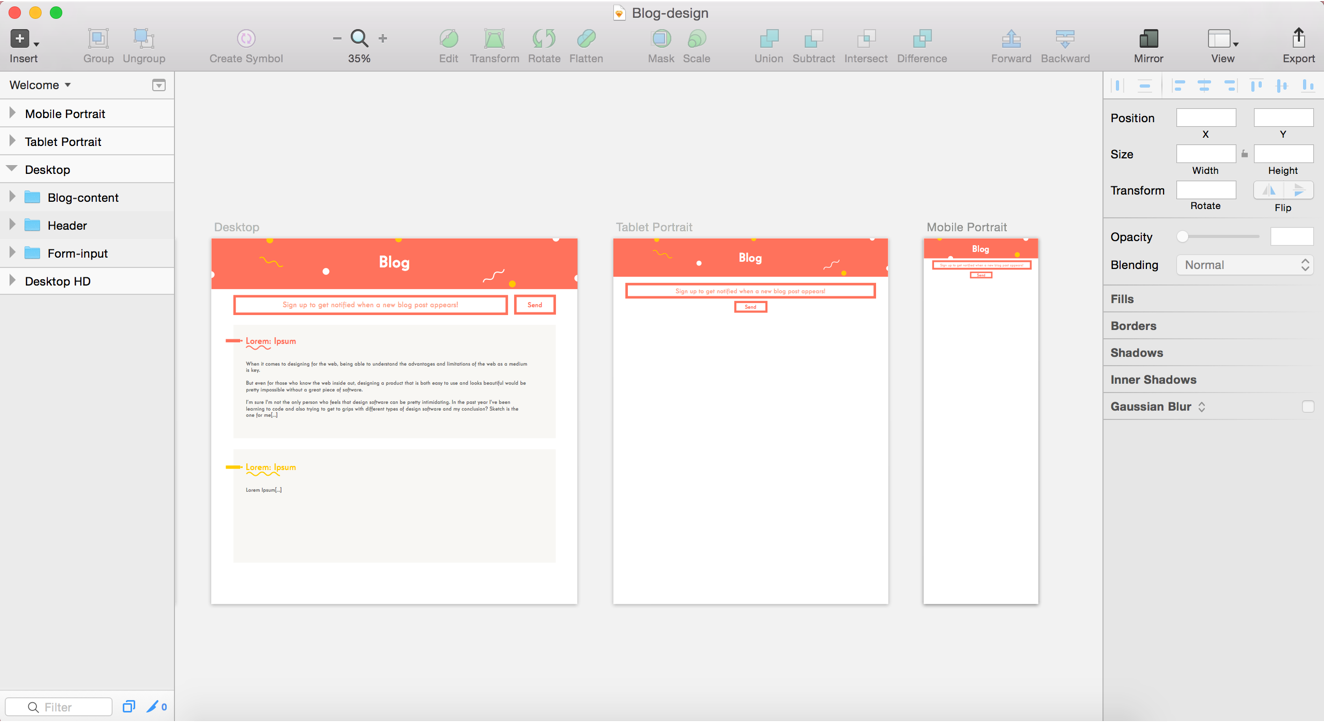 Blog-design
Insert
Group
Ungroup
Create Symbol
35%
Edit
Transform
Rotate
Flatten
Mask
Scale
Union
Subtract
Intersect
Difference
Forward
Backward
Mirror
View
Export
Welcome
Mobile Portrait
Tablet Portrait
Desktop
Blog-content
Header
Form-input
Desktop HD
Filter
0
Desktop
Blog
Sign up to get notified when a new blog post appears!
Send
Lorem: Ipsum
When it comes to designing for the web, being able to understand the advantages and limitations of the web as a medium
is key.
But even for those who know the web inside out, designing a product that is both easy to use and looks beautiful would be
pretty impossible without a great piece of software.
I'm sure I'm not the only person who feels that design software can be pretty intimidating. In the past year I've been
learning to code and also trying to get to grips with different types of design software and my conclusion? Sketch is the
one for me[...]
Lorem: Ipsum
Lorem Ipsum[...]
Tablet Portrait
Blog
Sign up to get notified when a new blog post appears!
Send
Mobile Portrait
Blog
Sign up to get notified when a new blog post appears!
Send
Position
X
Y
Size
Width
Height
Transform
Rotate
Flip
Opacity
Blending
Normal
Fills
Borders
Shadows
Inner Shadows
Gaussian Blur